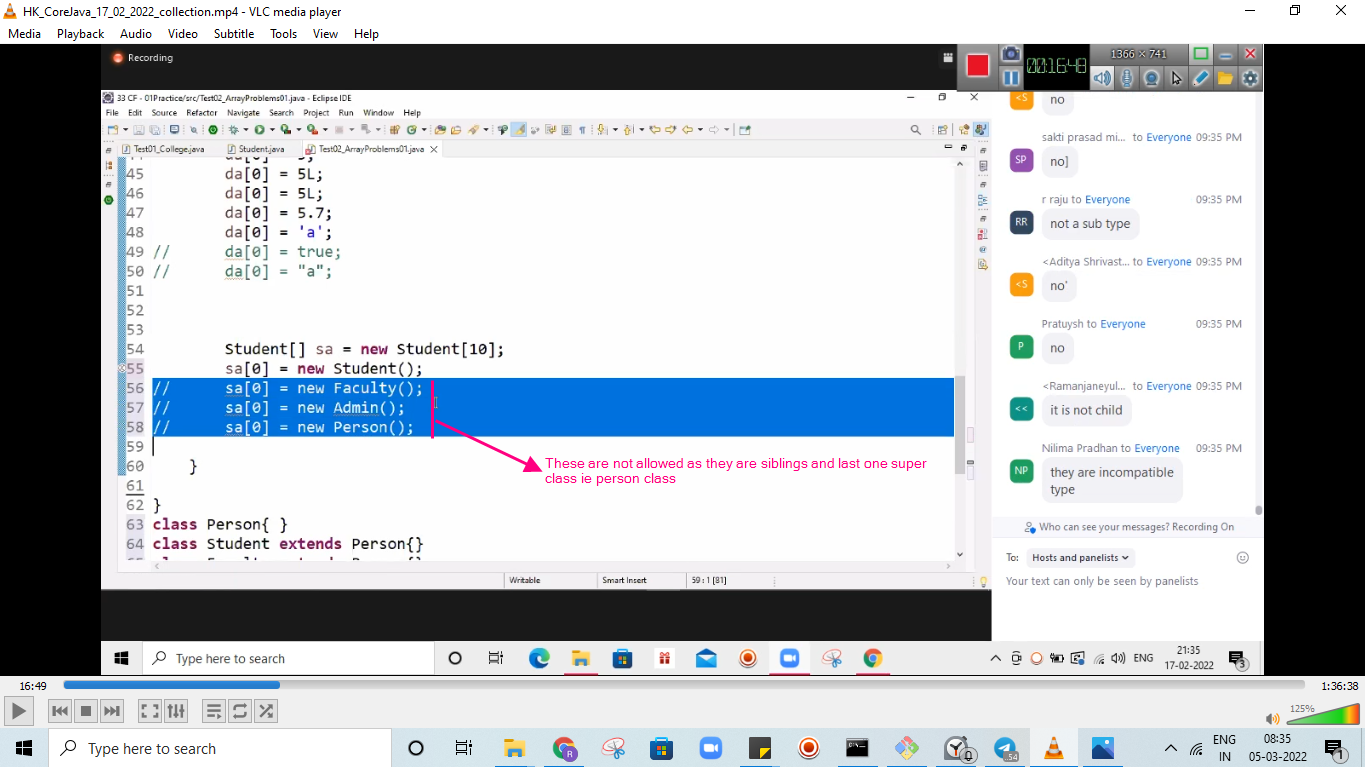 HK_CoreJava_17_02_2022_collection.mp4 - VLC media player
Media Playback Audio Video Subtitle Tools View Help
Recording
1366 × 741
00:16:48
33 CF - 01Practice/src/Test02_ArrayProblems01.java - Eclipse IDE
File Edit Source Refactor Navigate Search Project Run Window Help
Test01_College.java Student.java Test02_ArrayProblems01.java
45 da[0] = 5L;
46 da[0] = 5L;
47 da[0] = 5.7;
48 da[0] = 'a';
49 // da[0] = true;
50 // da[0] = "a";
51
52
53
54 Student[] sa = new Student[10];
55 sa[0] = new Student();
56 // sa[0] = new Faculty();
57 // sa[0] = new Admin();
58 // sa[0] = new Person();
59
These are not allowed as they are siblings and last one super
class ie person class
60 }
61
62 }
63 class Person{ }
64 class Student extends Person{}
Writable Smart Insert 59 : 1 [81]
<S no
sakti prasad mi... to Everyone 09:35 PM
SP no]
r raju to Everyone 09:35 PM
RR not a sub type
<Aditya Shrivast... to Everyone 09:35 PM
<S no'
Pratuysh to Everyone 09:35 PM
P no
<Ramanjaneyul... to Everyone 09:35 PM
<< it is not child
Nilima Pradhan to Everyone 09:35 PM
NP they are incompatible
type
Who can see your messages? Recording On
To: Hosts and panelists
Your text can only be seen by panelists
Type here to search
ENG
21:35
17-02-2022
3
16:49
1:36:38
125%
Type here to search
54
ENG
IN
08:35
05-03-2022
1